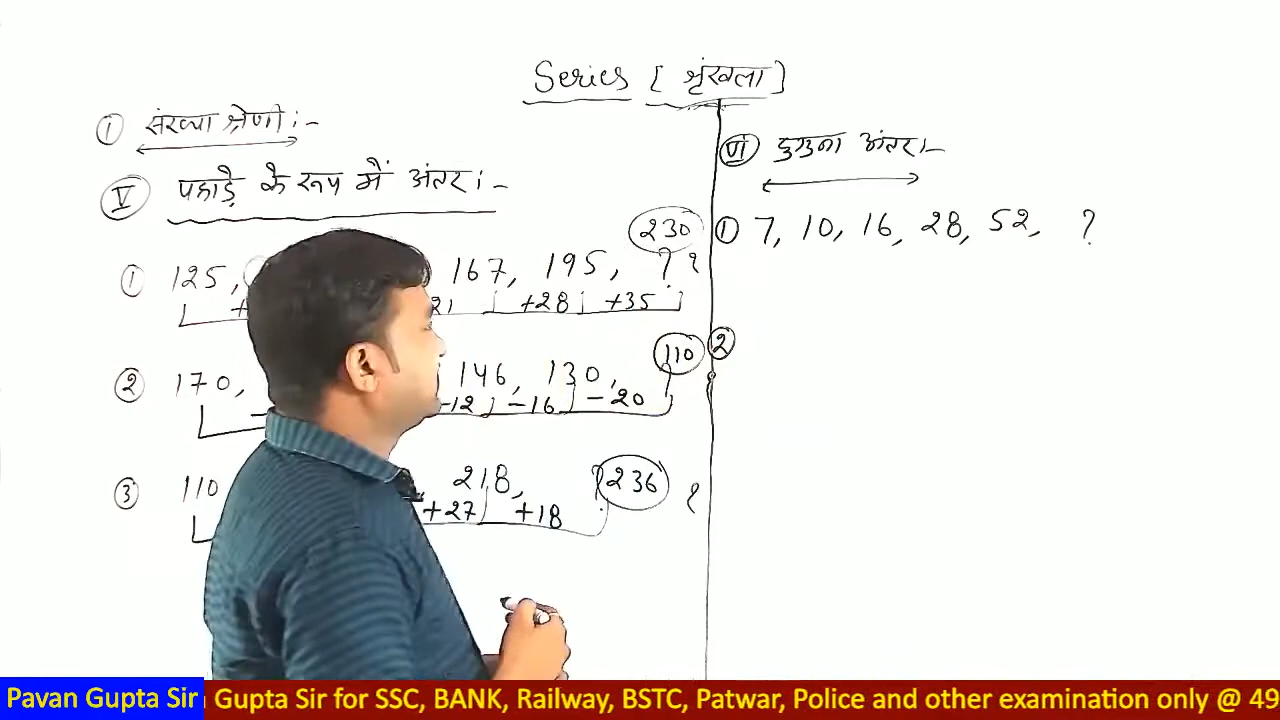 Series [ शृंखला ]
① संख्या श्रेणी :-
Ⓥ पहाड़े के रूप में अंतर :-
230
① 125, 167, 195, ? ?
+ 21 +28 +35
② 170, 146, 130, 110
- -12 -16 -20
③ 110 218, ? 236 ?
+27 +18
VI दुगुना अंतर :-
① 7, 10, 16, 28, 52, ?
②
Pavan Gupta Sir Gupta Sir for SSC, BANK, Railway, BSTC, Patwar, Police and other examination only @ 49